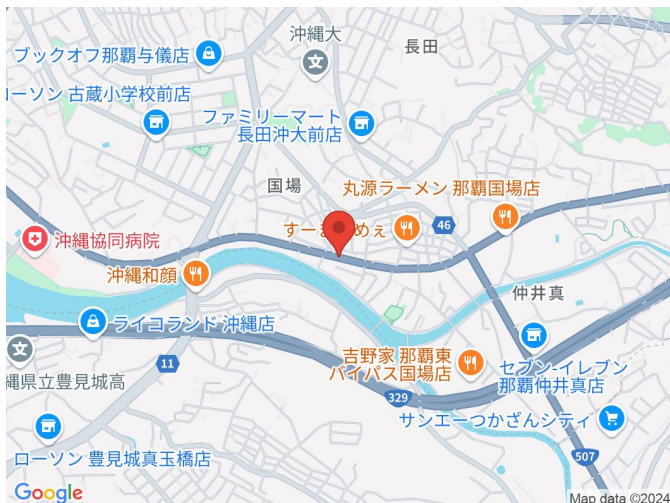 沖縄大
長田
ブックオフ那覇与儀店
ローソン 古蔵小学校前店
ファミリーマート
長田沖大前店
国場
丸源ラーメン 那覇国場店
46
沖縄協同病院
沖縄和顔
仲井真
ライコランド 沖縄店
縄県立豊見城高
11
吉野家 那覇東
バイパス国場店
セブン-イレブン
那覇仲井真店
329
サンエーつかざんシティ
ローソン 豊見城真玉橋店
507
Google
Map data ©2024